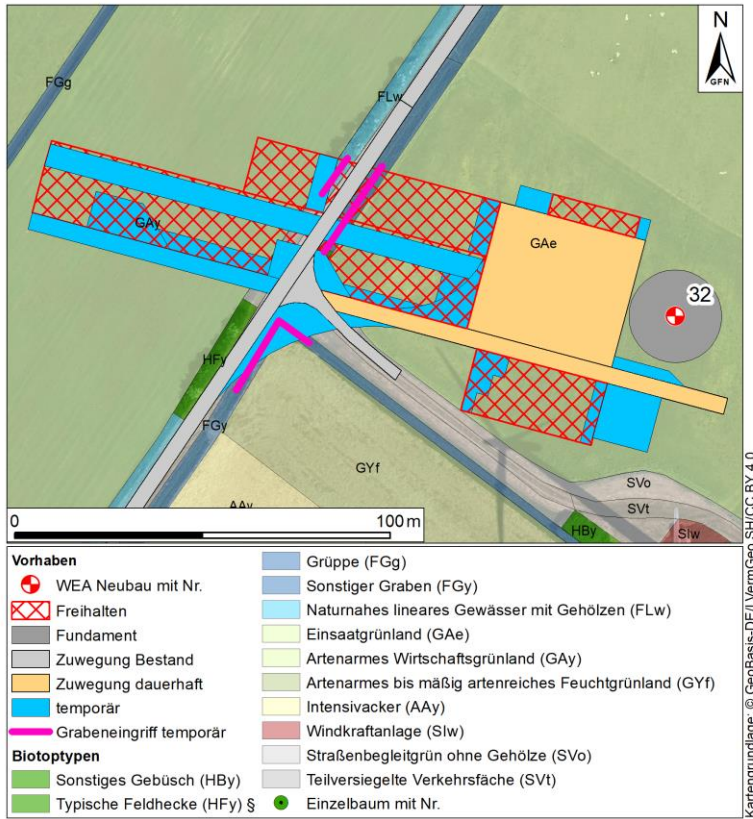 N
GFN
FGg
FLw
GAy
GAe
32
HFy
FGy
GYf
AAy
SVo
SVt
HBy
SIw
0
100 m
Kartengrundlage: © GeoBasis-DE/LVermGeo SH/CC BY 4.0
Vorhaben
WEA Neubau mit Nr.
Freihalten
Fundament
Zuwegung Bestand
Zuwegung dauerhaft
temporär
Grabeneingriff temporär
Biotoptypen
Sonstiges Gebüsch (HBy)
Typische Feldhecke (HFy) §
Grüppe (FGg)
Sonstiger Graben (FGy)
Naturnahes lineares Gewässer mit Gehölzen (FLw)
Einsaatgrünland (GAe)
Artenarmes Wirtschaftsgrünland (GAy)
Artenarmes bis mäßig artenreiches Feuchtgrünland (GYf)
Intensivacker (AAy)
Windkraftanlage (SIw)
Straßenbegleitgrün ohne Gehölze (SVo)
Teilversiegelte Verkehrsfäche (SVt)
Einzelbaum mit Nr.